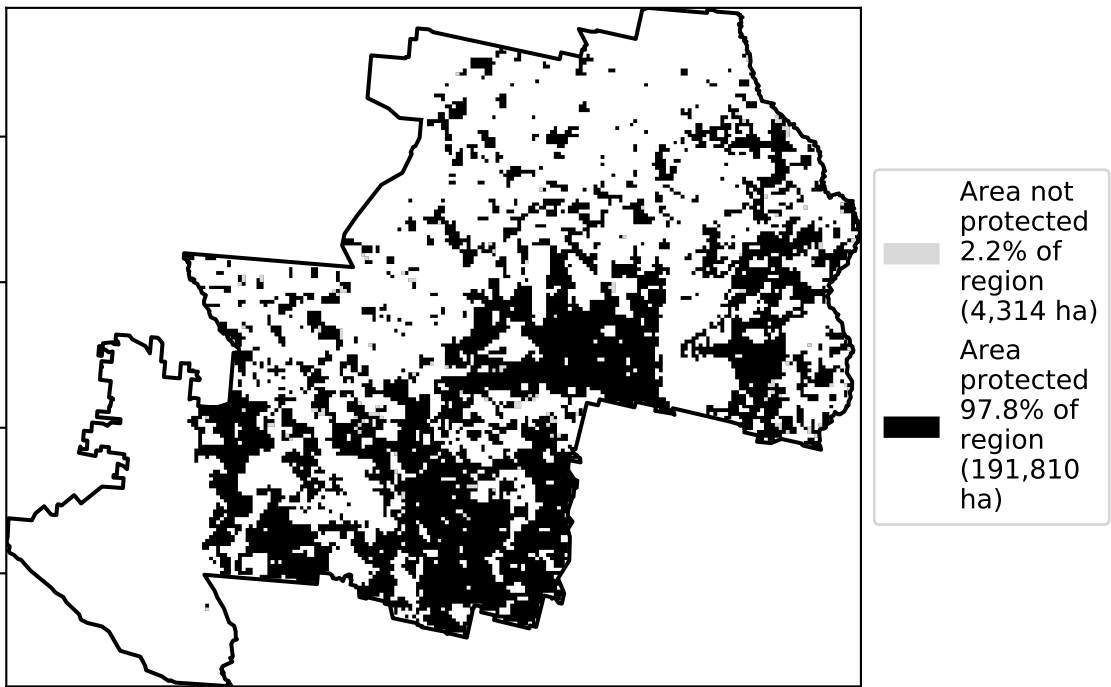 Area not
protected
2.2% of
region
(4,314 ha)
Area
protected
97.8% of
region
(191,810
ha)